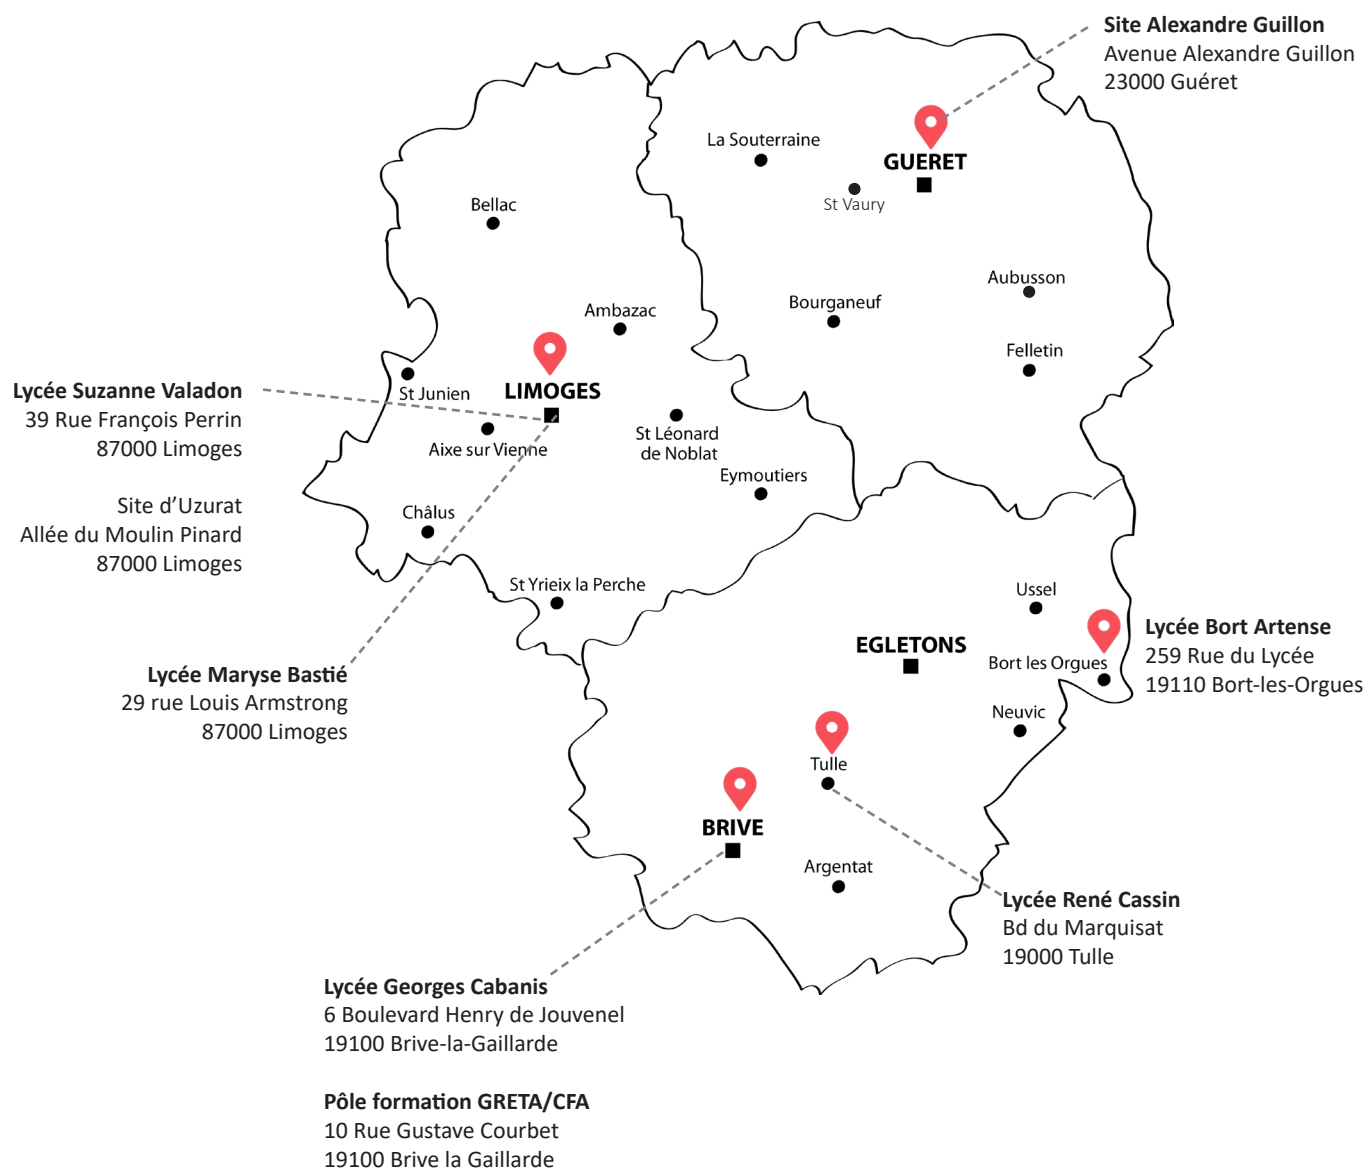 Site Alexandre Guillon
Avenue Alexandre Guillon
23000 Guéret
La Souterraine
GUERET
St Vaury
Bellac
Aubusson
Bourganeuf
Ambazac
Felletin
Lycée Suzanne Valadon
39 Rue François Perrin
87000 Limoges
St Junien
LIMOGES
Aixe sur Vienne
St Léonard
de Noblat
Eymoutiers
Site d'Uzurat
Allée du Moulin Pinard
87000 Limoges
Châlus
St Yrieix la Perche
Ussel
EGLETONS
Bort les Orgues
Lycée Bort Artense
259 Rue du Lycée
19110 Bort-les-Orgues
Lycée Maryse Bastié
29 rue Louis Armstrong
87000 Limoges
Neuvic
Tulle
BRIVE
Argentat
Lycée René Cassin
Bd du Marquisat
19000 Tulle
Lycée Georges Cabanis
6 Boulevard Henry de Jouvenel
19100 Brive-la-Gaillarde
Pôle formation GRETA/CFA
10 Rue Gustave Courbet
19100 Brive la Gaillarde